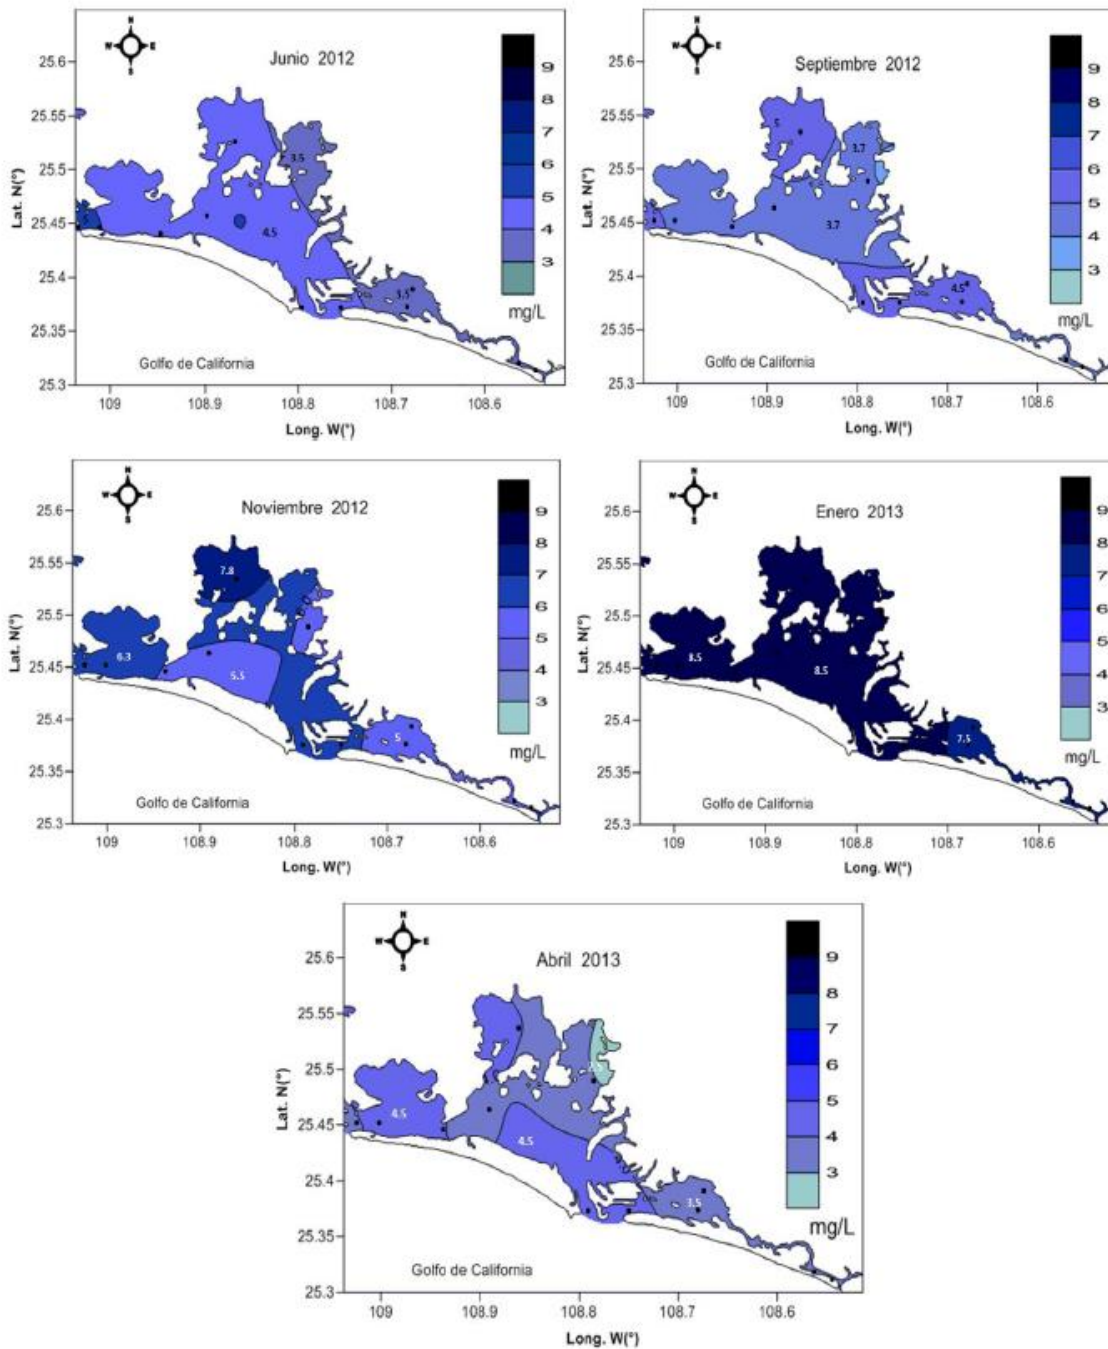 Junio 2012
N
W E
S
25.6
25.55
25.5
25.45
25.4
25.35
25.3
Lat. N(°)
3.5
4.5
3.5
Golfo de California
109 108.9 108.8 108.7 108.6
Long. W(°)
9
8
7
6
5
4
3
mg/L
Septiembre 2012
N
W E
S
25.6
25.55
25.5
25.45
25.4
25.35
25.3
Lat. N(°)
5
3.7
3.7
4.5
Golfo de California
109 108.9 108.8 108.7 108.6
Long. W(°)
9
8
7
6
5
4
3
mg/L
Noviembre 2012
N
W E
S
25.6
25.55
25.5
25.45
25.4
25.35
25.3
Lat. N(°)
7.8
6.3
5.5
5
Golfo de California
109 108.9 108.8 108.7 108.6
Long. W(°)
9
8
7
6
5
4
3
mg/L
Enero 2013
N
W E
S
25.6
25.55
25.5
25.45
25.4
25.35
25.3
Lat. N(°)
8.5
8.5
7.5
Golfo de California
109 108.9 108.8 108.7 108.6
Long. W(°)
9
8
7
6
5
4
3
mg/L
Abril 2013
N
W E
S
25.6
25.55
25.5
25.45
25.4
25.35
25.3
Lat. N(°)
4.5
4.5
3.5
Golfo de California
109 108.9 108.8 108.7 108.6
Long. W(°)
9
8
7
6
5
4
3
mg/L